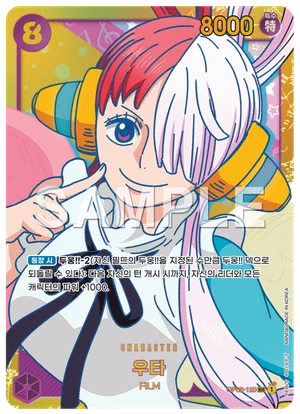 8
8000
특수
特
SAMPLE
등장 시 두웅!!-2(자신 필드의 두웅!!을 지정된 수만큼 두웅!! 덱으로
되돌릴 수 있다): 다음 자신의 턴 개시 시까지, 자신의 리더와 모든
캐릭터의 파워 +1000.
CHARACTER
우타
FILM
1